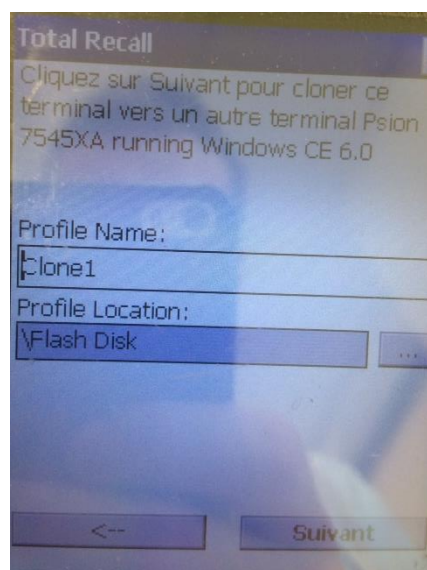 Total Recall
Cliquez sur Suivant pour cloner ce
terminal vers un autre terminal Psion
7545XA running Windows CE 6.0
Profile Name:
Clone1
Profile Location:
\Flash Disk
...
<-- Suivant